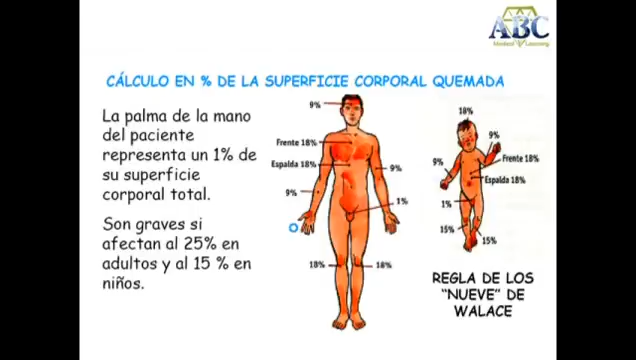 ABC
Medical Learning
CÁLCULO EN % DE LA SUPERFICIE CORPORAL QUEMADA
La palma de la mano
del paciente
representa un 1% de
su superficie
corporal total.
Son graves si
afectan al 25% en
adultos y al 15 % en
niños.
9%
Frente 18%
Espalda 18%
9%
9%
1%
18%
18%
18%
9%
9%
Frente 18%
Espalda 18%
1%
15%
15%
REGLA DE LOS
“NUEVE” DE
WALACE